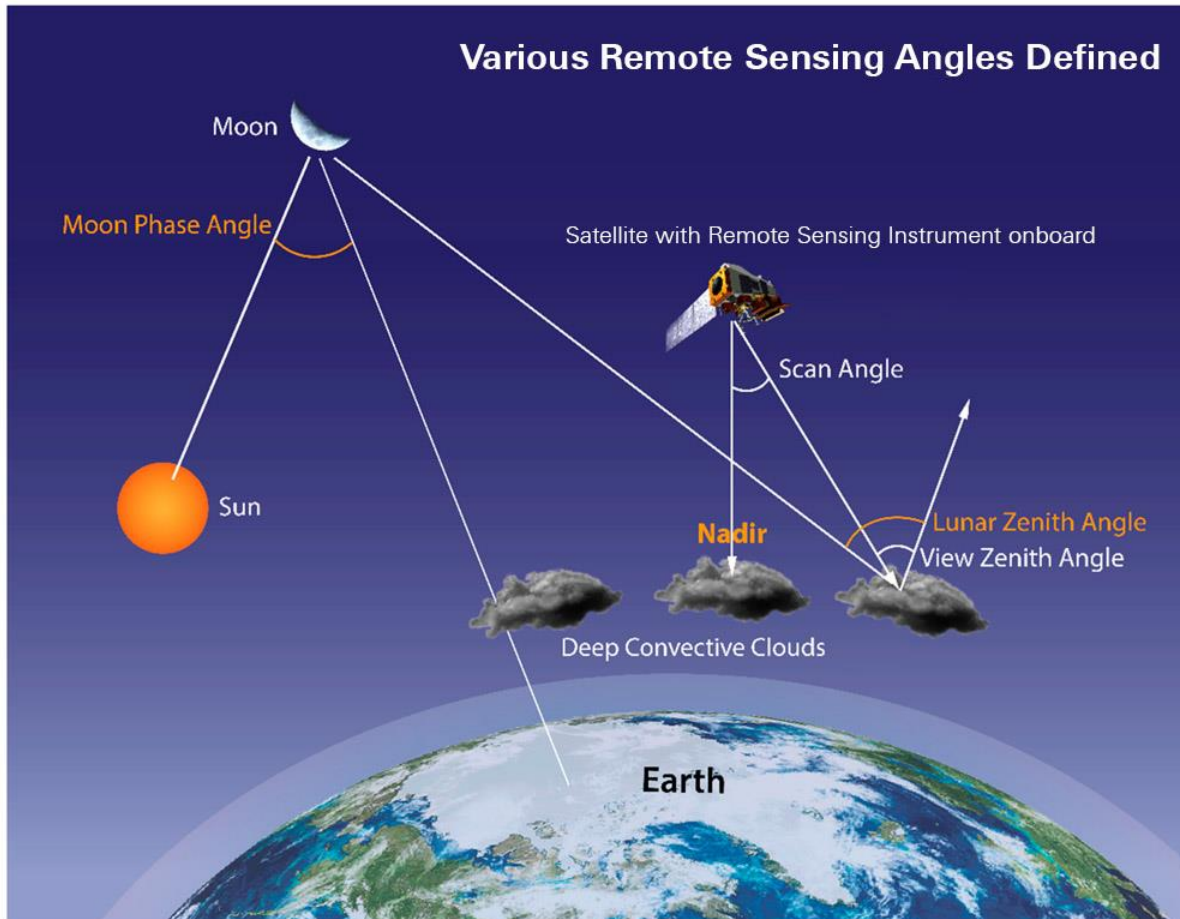 Various Remote Sensing Angles Defined
Moon
Moon Phase Angle
Satellite with Remote Sensing Instrument onboard
Scan Angle
Sun
Nadir
Lunar Zenith Angle
View Zenith Angle
Deep Convective Clouds
Earth